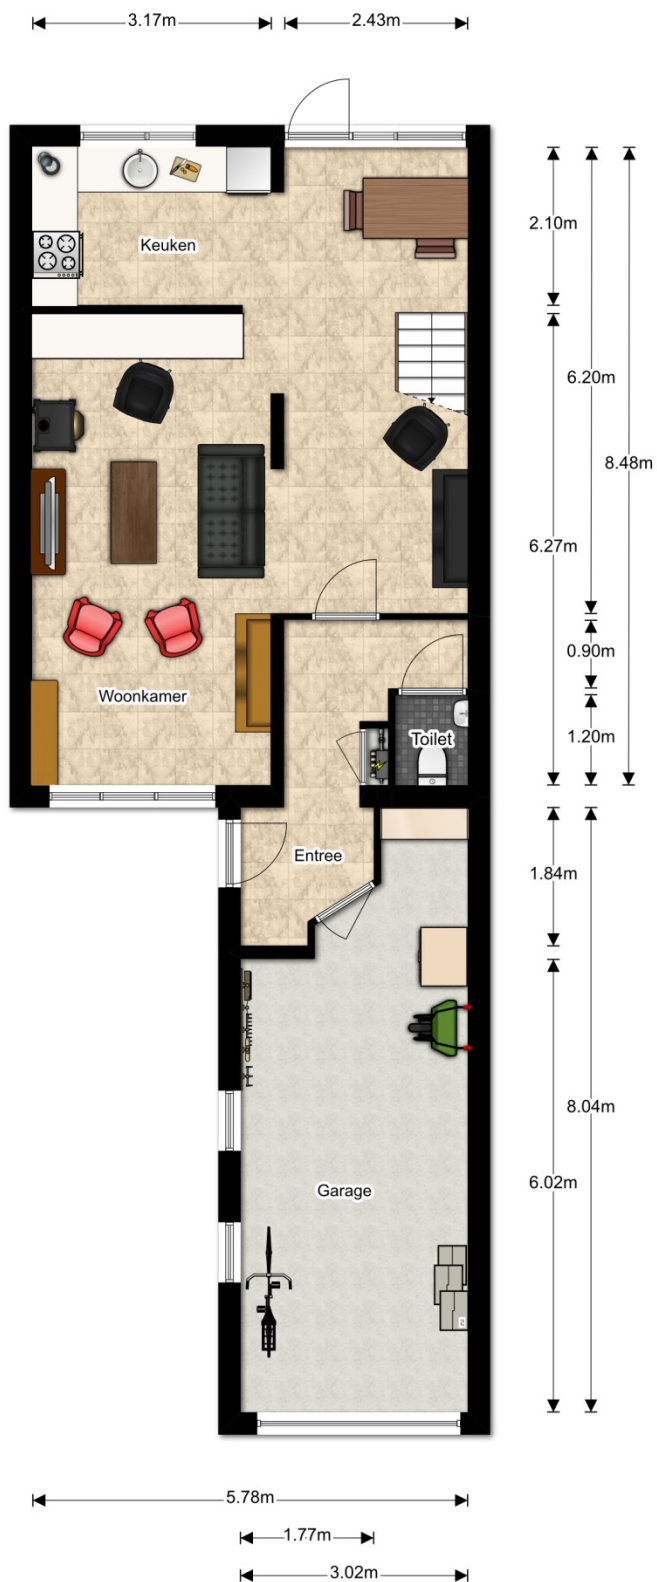 3.17m
2.43m
Keuken
2.10m
6.20m
8.48m
6.27m
0.90m
Woonkamer
Toilet
1.20m
Entree
1.84m
8.04m
6.02m
Garage
5.78m
1.77m
3.02m